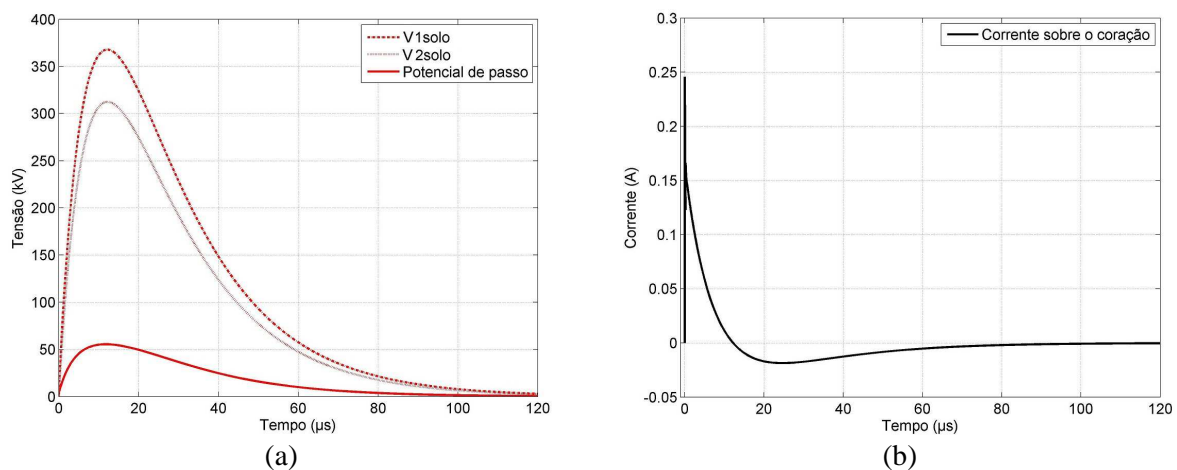 400
350
300
250
200
150
100
50
0
Tensão (kV)
V1solo
V2solo
Potencial de passo
0 20 40 60 80 100 120
Tempo (µs)
(a)
0.3
0.25
0.2
0.15
0.1
0.05
0
-0.05
Corrente (A)
Corrente sobre o coração
0 20 40 60 80 100 120
Tempo (µs)
(b)